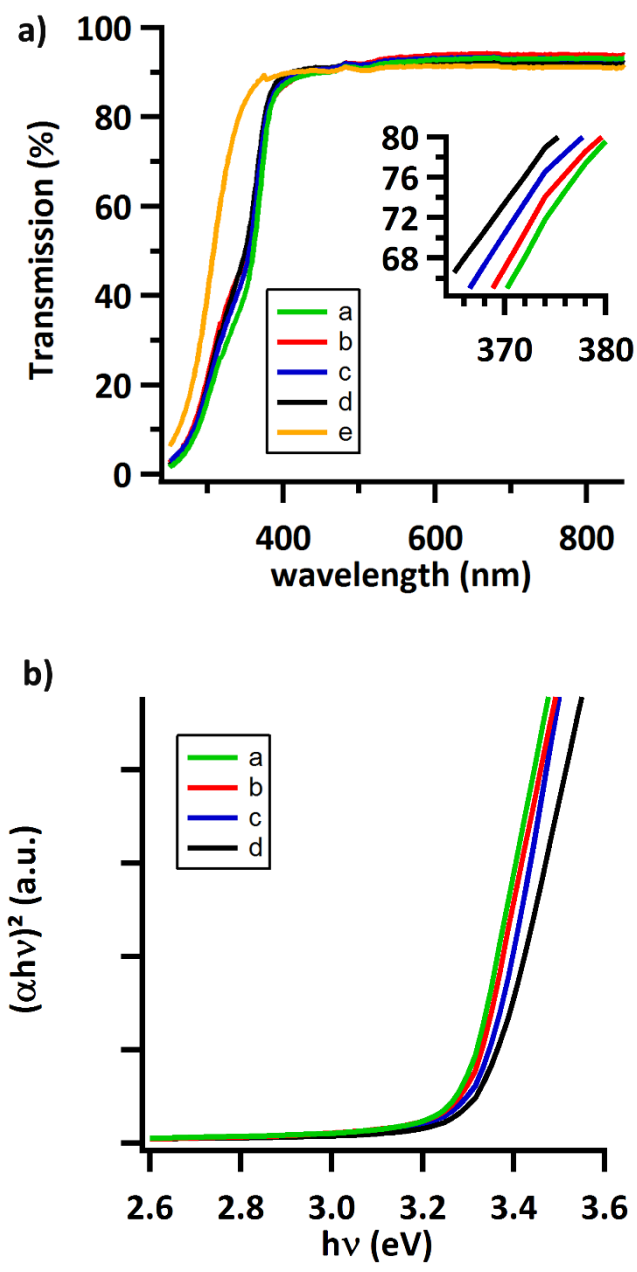 a)
100
80
60
40
20
0
Transmission (%)
80
76
72
68
370 380
a
b
c
d
e
400 600 800
wavelength (nm)
b)
a
b
c
d
(αhν)² (a.u.)
2.6 2.8 3.0 3.2 3.4 3.6
hν (eV)